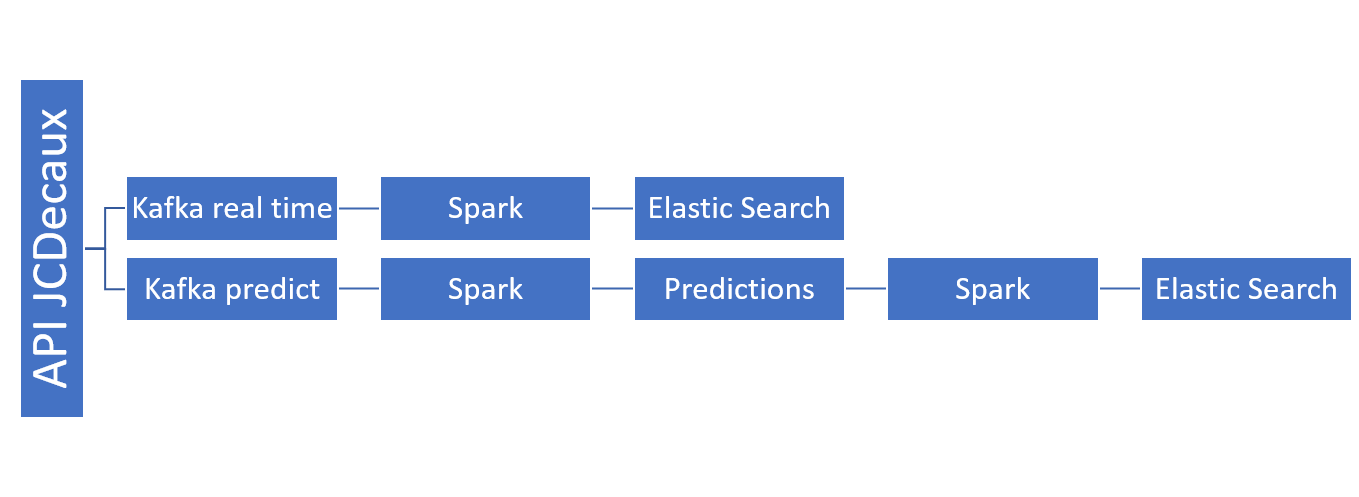 API JCDecaux
Kafka real time
Spark
Elastic Search
Kafka predict
Spark
Predictions
Spark
Elastic Search